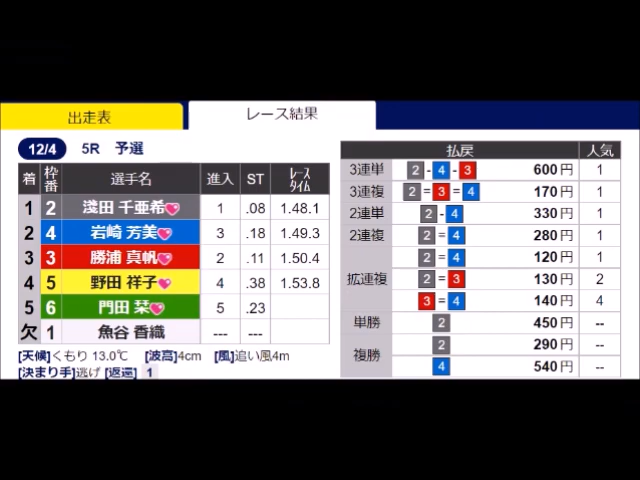 出走表 レース結果
12/4 5R 予選
着 枠番 選手名 進入 ST ﾚｰｽﾀｲﾑ
1 2 淺田 千亜希 1 .08 1.48.1
2 4 岩崎 芳美 3 .18 1.49.3
3 3 勝浦 真帆 2 .11 1.50.4
4 5 野田 祥子 4 .38 1.53.8
5 6 門田 栞 5 .23
欠 1 魚谷 香織 --- ---
[天候]くもり 13.0℃ [波高]4cm [風]追い風4m
[決まり手]逃げ [返還] 1
払戻 人気
3連単 2-4-3 600円 1
3連複 2=3=4 170円 1
2連単 2-4 330円 1
2連複 2=4 280円 1
拡連複 2=4 120円 1
2=3 130円 2
3=4 140円 4
単勝 2 450円 --
複勝 2 290円 --
4 540円 --